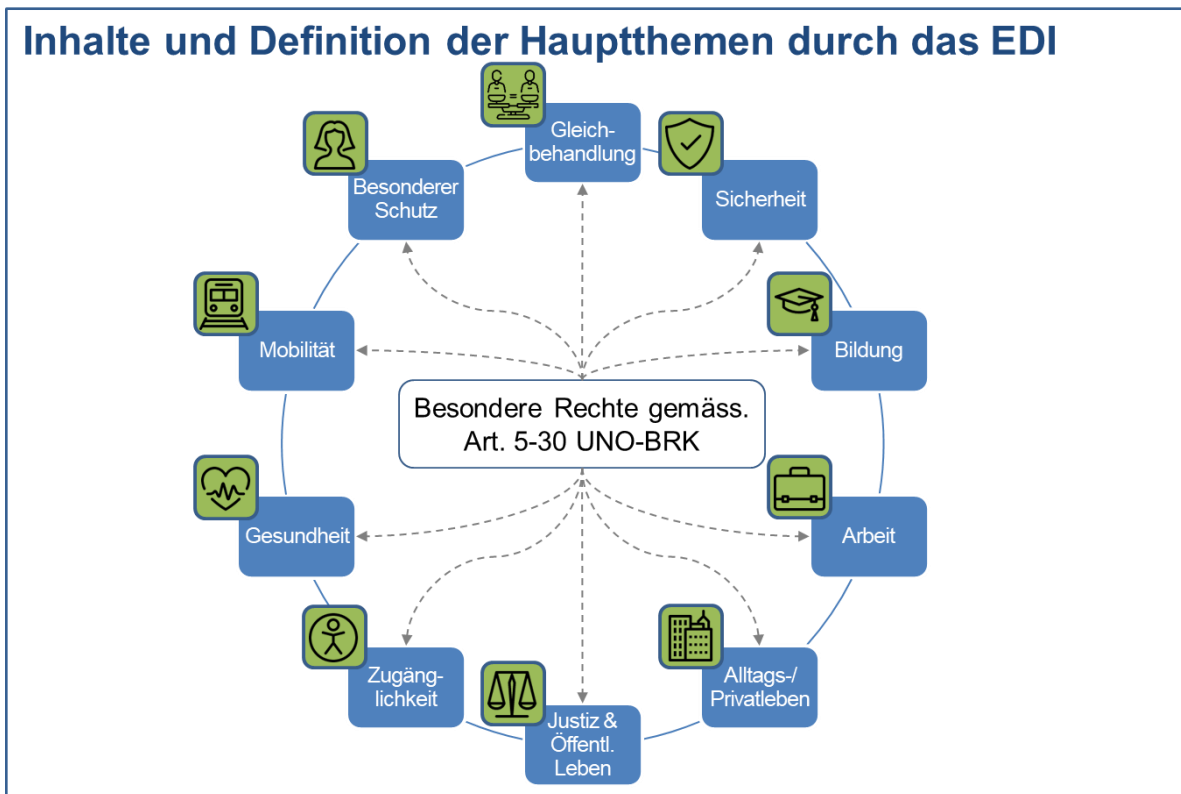 Inhalte und Definition der Hauptthemen durch das EDI
Gleich-
behandlung
Besonderer
Schutz
Sicherheit
Mobilität
Bildung
Besondere Rechte gemäss.
Art. 5-30 UNO-BRK
Gesundheit
Arbeit
Zugäng-
lichkeit
Alltags-/
Privatleben
Justiz &
Öffentl.
Leben